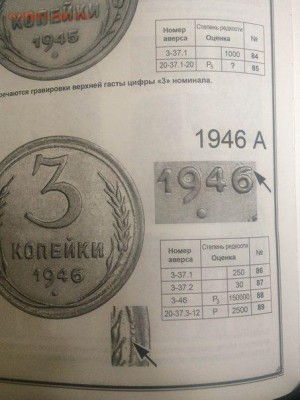 КОПЕЙКИ
1945
Номер аверса Степень редкости Оценка №
3-37.1 1000 84
20-37.1-20 Р₂ ? 85
речаются гравировки верхней гасты цифры «3» номинала.
1946 А
1946
3
КОПЕЙКИ
1946
Номер аверса Степень редкости Оценка №
3-37.1 250 86
3-37.2 30 87
3-46 Р₂ 150000 88
20-37.3-12 Р 2500 89